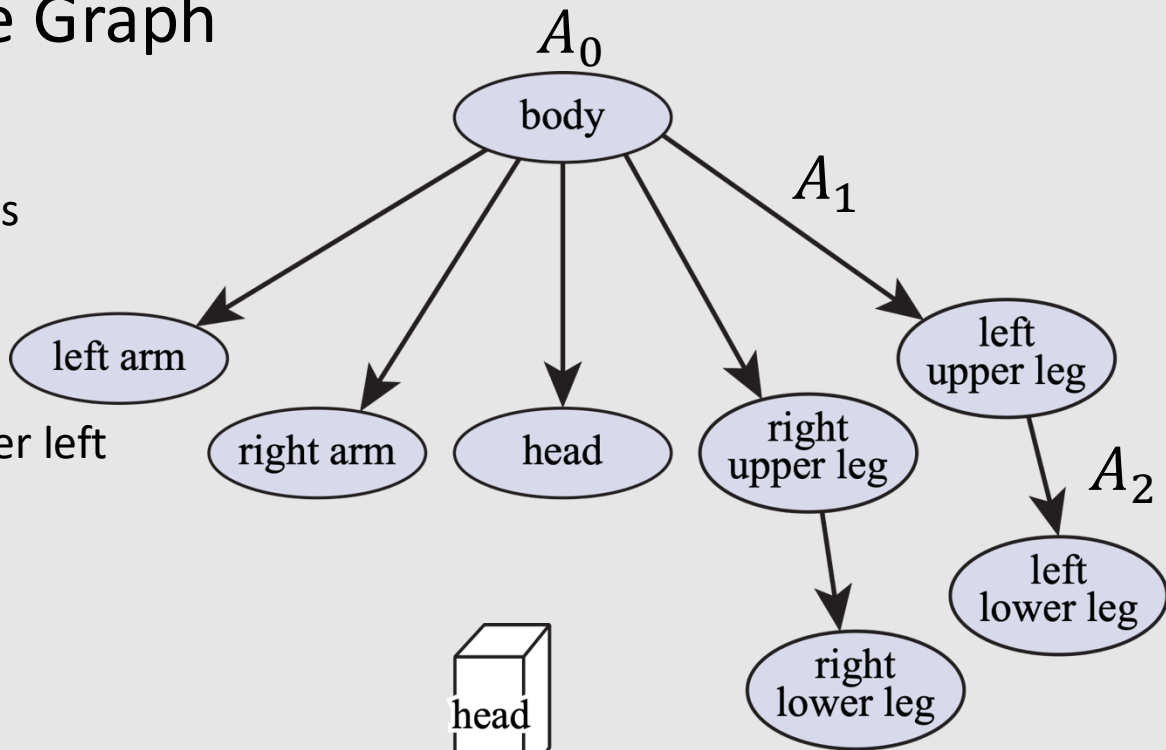 e Graph
A₀
body
A₁
s
left arm
left
upper leg
er left
right arm
head
right
upper leg
A₂
left
lower leg
right
lower leg
head